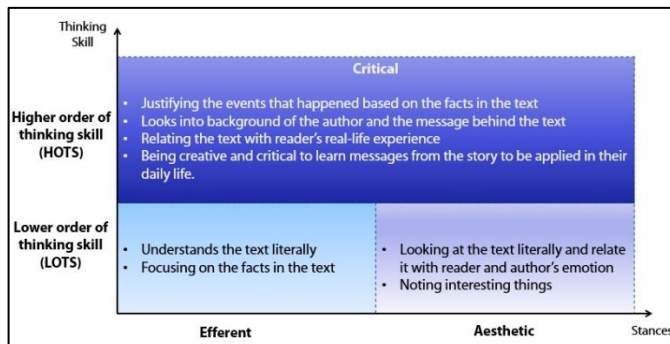 Thinking
Skill
Critical
Higher order of
thinking skill
(HOTS)
• Justifying the events that happened based on the facts in the text
• Looks into background of the author and the message behind the text
• Relating the text with reader's real-life experience
• Being creative and critical to learn messages from the story to be applied in their
daily life.
Lower order of
thinking skill
(LOTS)
• Understands the text literally
• Focusing on the facts in the text
• Looking at the text literally and relate
it with reader and author's emotion
• Noting interesting things
Efferent
Aesthetic
Stances